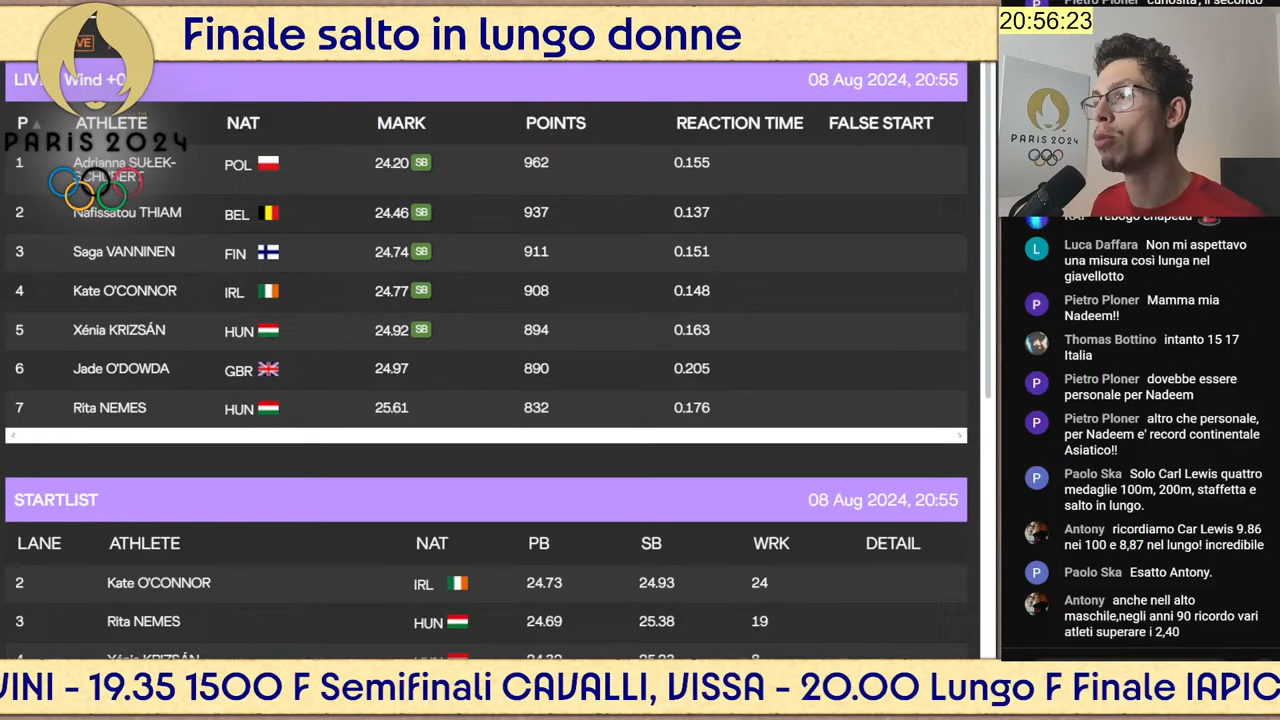 Finale salto in lungo donne
20:56:23
LIV Wind +0 08 Aug 2024, 20:55
P ATHLETE NAT MARK POINTS REACTION TIME FALSE START
PARIS 2024
1 Adrianna SUŁEK-SCHUBERT POL 24.20 SB 962 0.155
2 Nafissatou THIAM BEL 24.46 SB 937 0.137
3 Saga VANNINEN FIN 24.74 SB 911 0.151
4 Kate O'CONNOR IRL 24.77 SB 908 0.148
5 Xénia KRIZSÁN HUN 24.92 SB 894 0.163
6 Jade O'DOWDA GBR 24.97 890 0.205
7 Rita NEMES HUN 25.61 832 0.176
STARTLIST 08 Aug 2024, 20:55
LANE ATHLETE NAT PB SB WRK DETAIL
2 Kate O'CONNOR IRL 24.73 24.93 24
3 Rita NEMES HUN 24.69 25.38 19
PARIS 2024
Luca Daffara Non mi aspettavo
una misura così lunga nel
giavellotto
Pietro Ploner Mamma mia
Nadeem!!
Thomas Bottino intanto 15 17
Italia
Pietro Ploner dovebbe essere
personale per Nadeem
Pietro Ploner altro che personale,
per Nadeem e' record continentale
Asiatico!!
Paolo Ska Solo Carl Lewis quattro
medaglie 100m, 200m, staffetta e
salto in lungo.
Antony ricordiamo Car Lewis 9.86
nei 100 e 8,87 nel lungo! incredibile
Paolo Ska Esatto Antony.
Antony anche nell alto
maschile,negli anni 90 ricordo vari
atleti superare i 2,40
VINI - 19.35 1500 F Semifinali CAVALLI, VISSA - 20.00 Lungo F Finale IAPIC